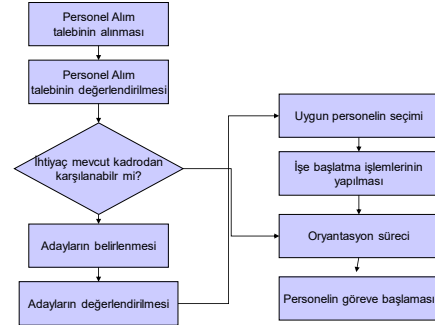 Personel Alım
talebinin alınması
Personel Alım
talebinin değerlendirilmesi
İhtiyaç mevcut kadrodan
karşılanabilir mi?
Adayların belirlenmesi
Adayların değerlendirilmesi
Uygun personelin seçimi
İşe başlatma işlemlerinin
yapılması
Oryantasyon süreci
Personelin göreve başlaması